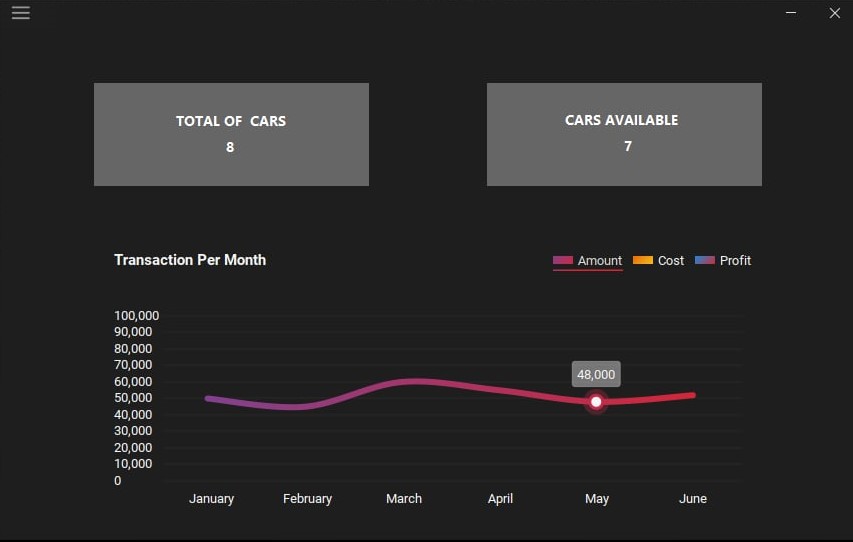 TOTAL OF  CARS
8
CARS AVAILABLE
7
Transaction Per Month
Amount Cost Profit
100,000
90,000
80,000
70,000
60,000
50,000
40,000
30,000
20,000
10,000
0
48,000
January February March April May June